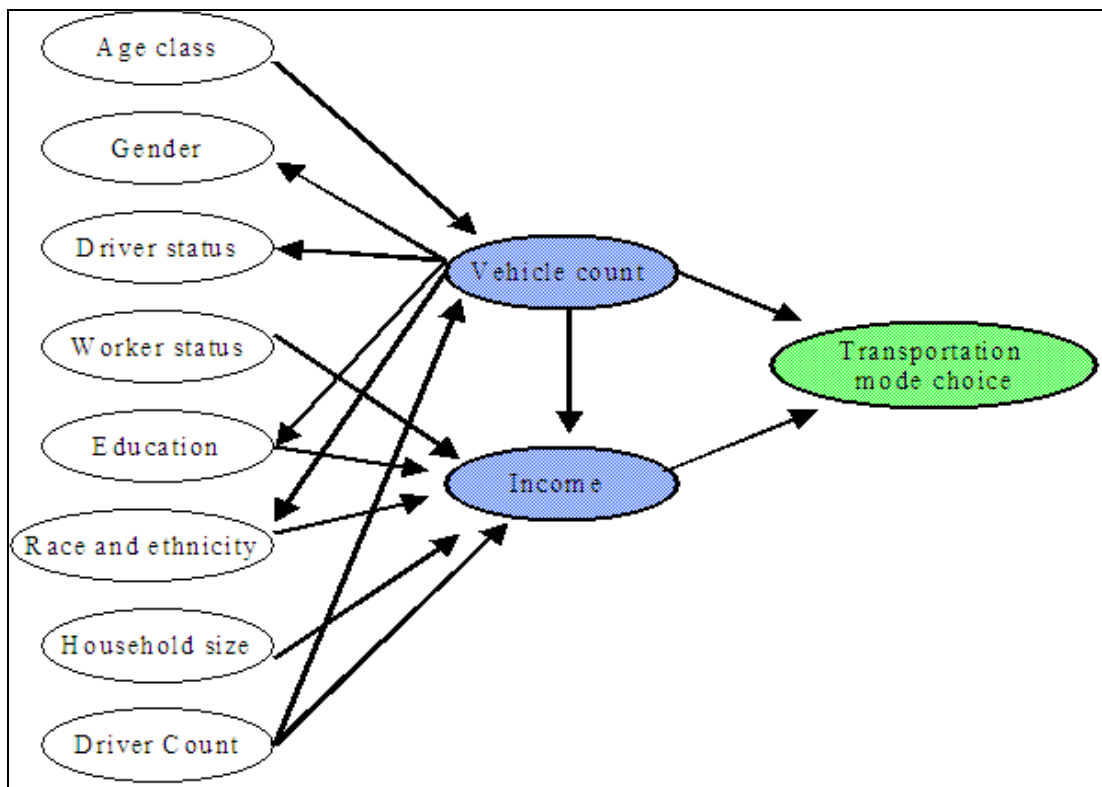 Age class
Gender
Driver status
Vehicle count
Worker status
Transportation
mode choice
Education
Income
Race and ethnicity
Household size
Driver Count